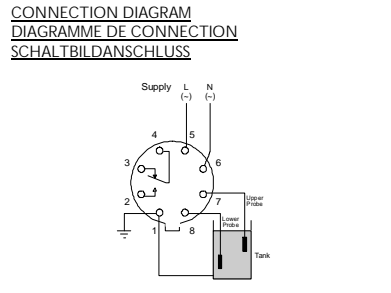 CONNECTION DIAGRAM
DIAGRAMME DE CONNECTION
SCHALTBILDANSCHLUSS
Supply L N
(~) (~)
4 5
3 6
2 7
Upper
Probe
Lower
Probe
1 8
Tank